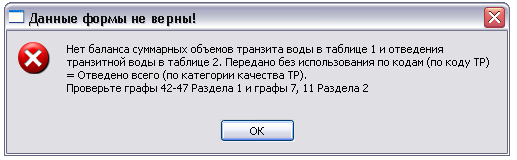 Данные формы не верны!
Нет баланса суммарных объемов транзита воды в таблице 1 и отведения
транзитной воды в таблице 2. Передано без использования по кодам (по коду ТР)
= Отведено всего (по категории качества ТР).
Проверьте графы 42-47 Раздела 1 и графы 7, 11 Раздела 2
OK